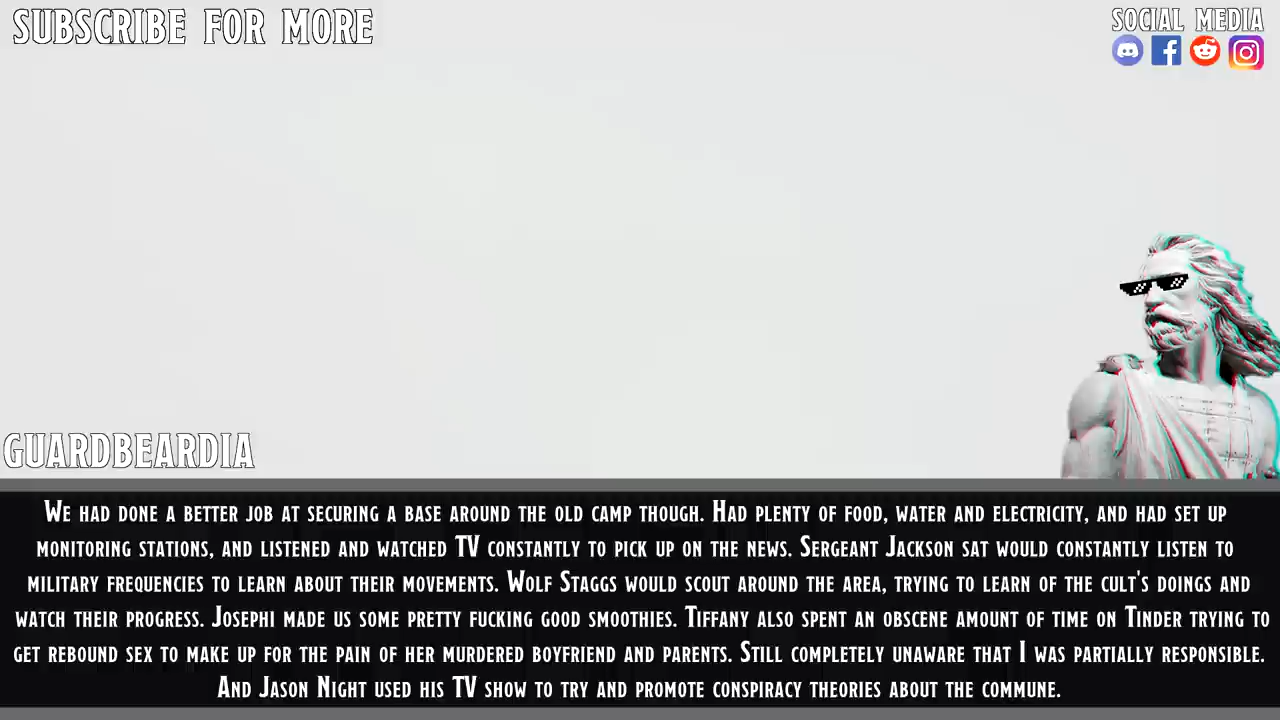 SUBSCRIBE FOR MORE
SOCIAL MEDIA
GUARDBEARDIA
We had done a better job at securing a base around the old camp though. Had plenty of food, water and electricity, and had set up
monitoring stations, and listened and watched TV constantly to pick up on the news. Sergeant Jackson sat would constantly listen to
military frequencies to learn about their movements. Wolf Staggs would scout around the area, trying to learn of the cult's doings and
watch their progress. Josephi made us some pretty fucking good smoothies. Tiffany also spent an obscene amount of time on Tinder trying to
get rebound sex to make up for the pain of her murdered boyfriend and parents. Still completely unaware that I was partially responsible.
And Jason Night used his TV show to try and promote conspiracy theories about the commune.